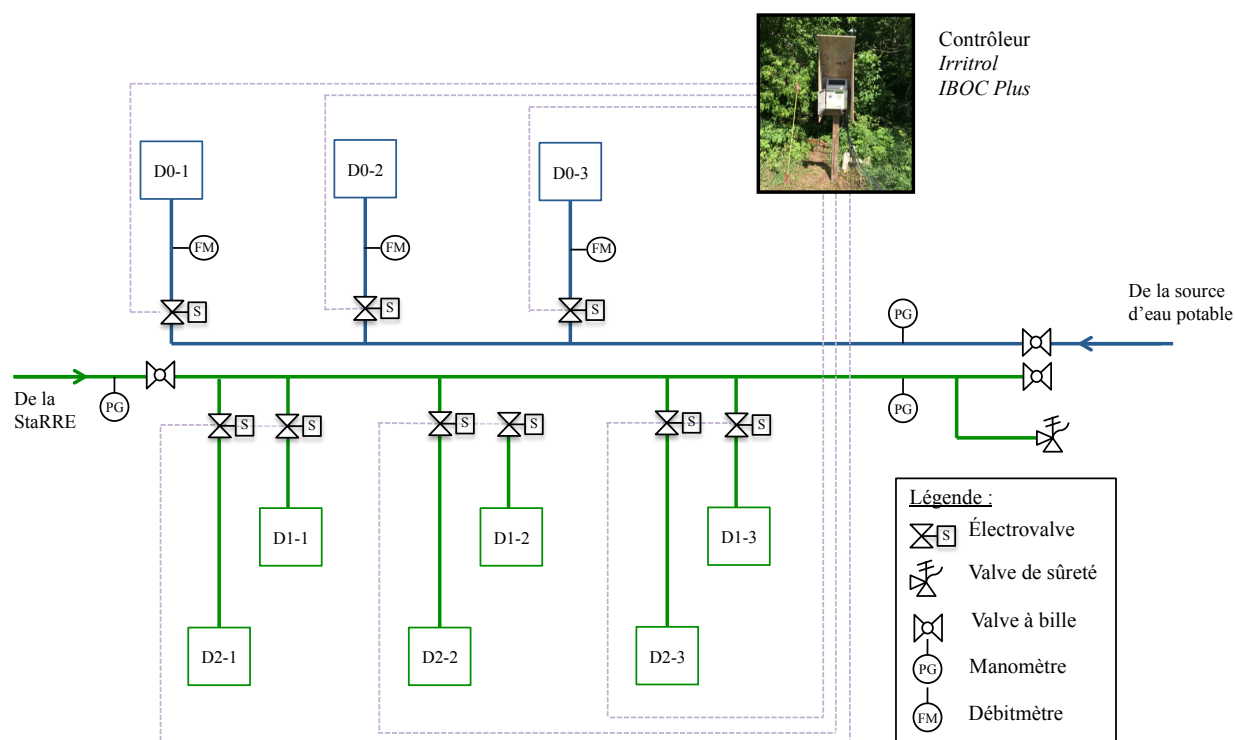 Contrôleur
Irritrol
IBOC Plus
D0-1
D0-2
D0-3
FM
FM
FM
S
S
S
De la source
d’eau potable
PG
De la
StaRRE
PG
PG
S
S
S
S
S
S
D1-1
D1-2
D1-3
D2-1
D2-2
D2-3
Légende :
S Électrovalve
Valve de sûreté
Valve à bille
PG Manomètre
FM Débitmètre